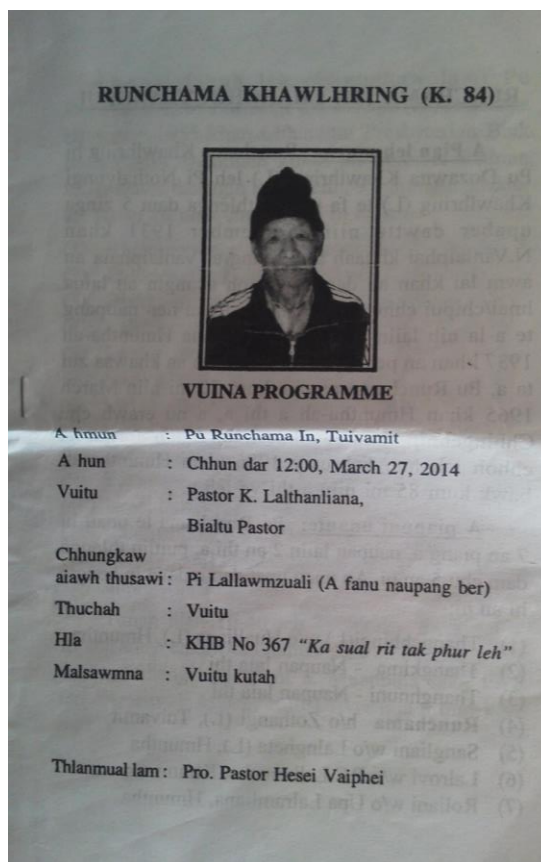 RUNCHAMA KHAWLHRING (K. 84)
VUINA PROGRAMME
A hmun : Pu Runchama In, Tuivamit
A hun : Chhun dar 12:00, March 27, 2014
Vuitu : Pastor K. Lalthanliana,
Bialtu Pastor
Chhungkaw
aiawh thusawi : Pi Lallawmzuali (A fanu naupang ber)
Thuchah : Vuitu
Hla : KHB No 367 "Ka sual rit tak phur leh"
Malsawmna : Vuitu kutah
Thlanmual lam : Pro. Pastor Hesei Vaiphei